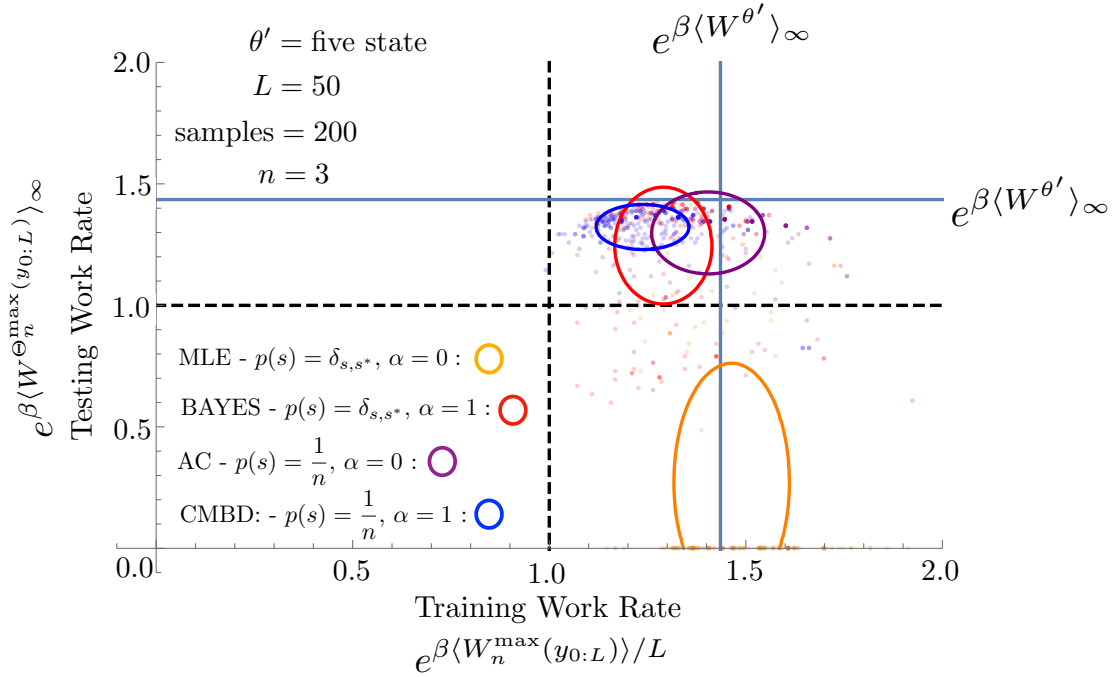 θ′ = five state
L = 50
samples = 200
n = 3
e^{β⟨W^{θ′}⟩_∞}
e^{β⟨W^{θ′}⟩_∞}
e^{β⟨W^{Θ_n^{max}(y_{0:L})}⟩_∞}
Testing Work Rate
2.0
1.5
1.0
0.5
MLE - p(s) = δ_{s,s*}, α = 0 :
BAYES - p(s) = δ_{s,s*}, α = 1 :
AC - p(s) = 1/n, α = 0 :
CMBD: - p(s) = 1/n, α = 1 :
0.0 0.5 1.0 1.5 2.0
Training Work Rate
e^{β⟨W_n^{max}(y_{0:L})⟩/L}